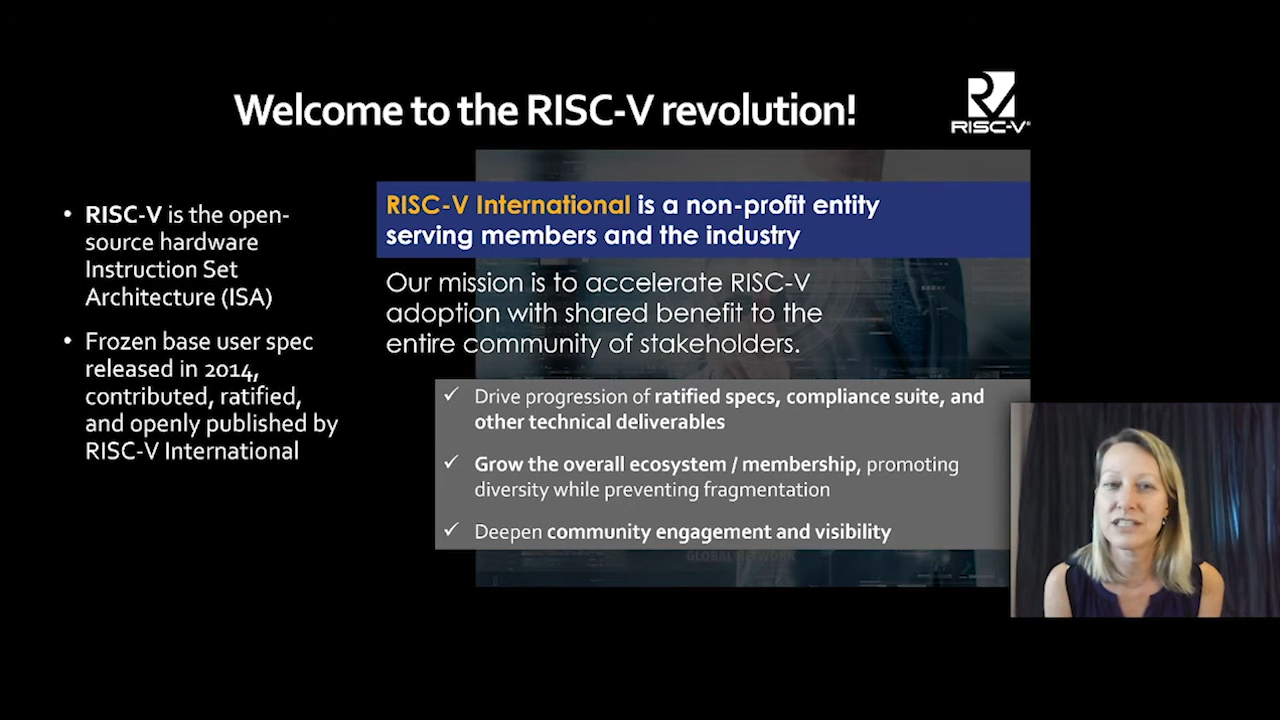 Welcome to the RISC-V revolution!
RISC-V®
• RISC-V is the open-
source hardware
Instruction Set
Architecture (ISA)
• Frozen base user spec
released in 2014,
contributed, ratified,
and openly published by
RISC-V International
RISC-V International is a non-profit entity
serving members and the industry
Our mission is to accelerate RISC-V
adoption with shared benefit to the
entire community of stakeholders.
✓ Drive progression of ratified specs, compliance suite, and
other technical deliverables
✓ Grow the overall ecosystem / membership, promoting
diversity while preventing fragmentation
✓ Deepen community engagement and visibility
GLOBAL NETWORK